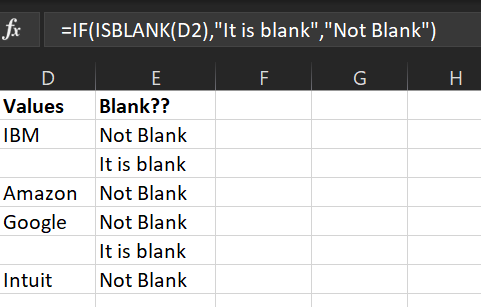 fx =IF(ISBLANK(D2),"It is blank","Not Blank")
D E F G H
Values Blank??
IBM Not Blank
It is blank
Amazon Not Blank
Google Not Blank
It is blank
Intuit Not Blank